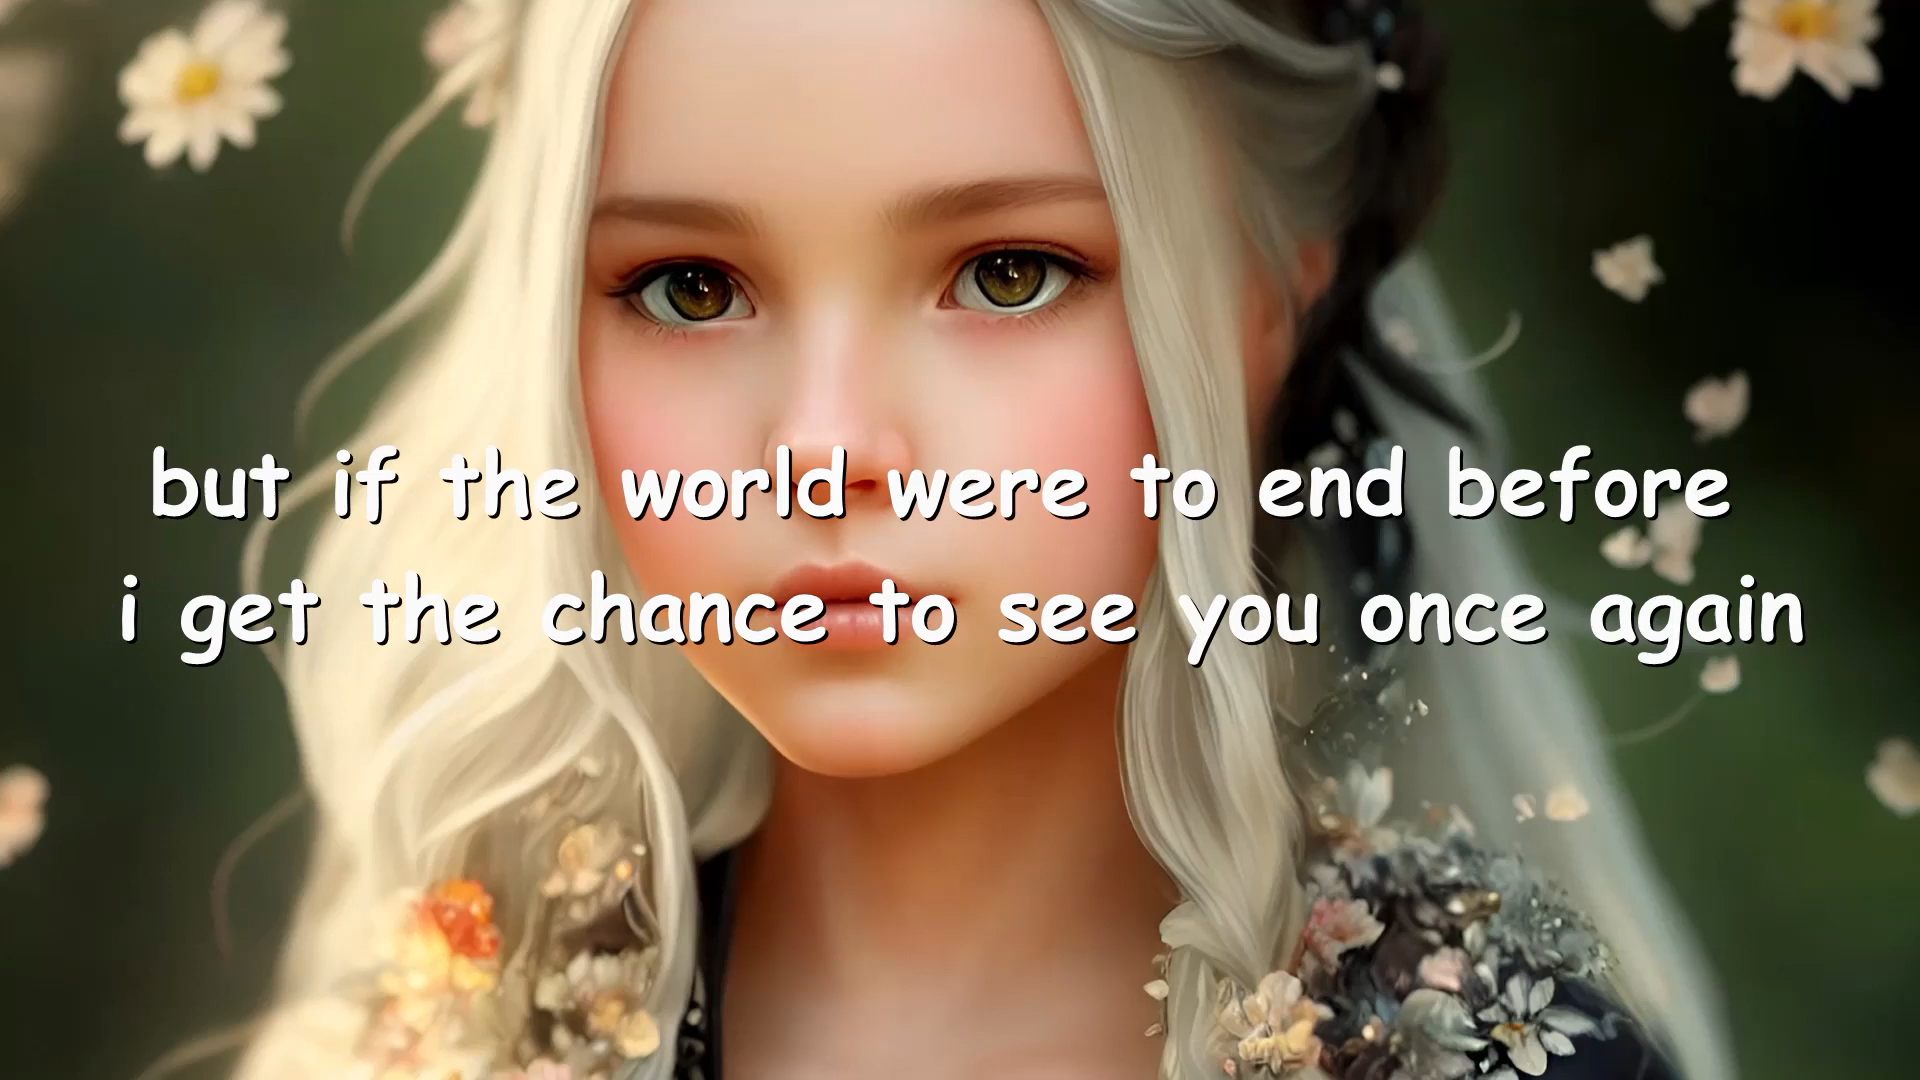 but if the world were to end before
i get the chance to see you once again